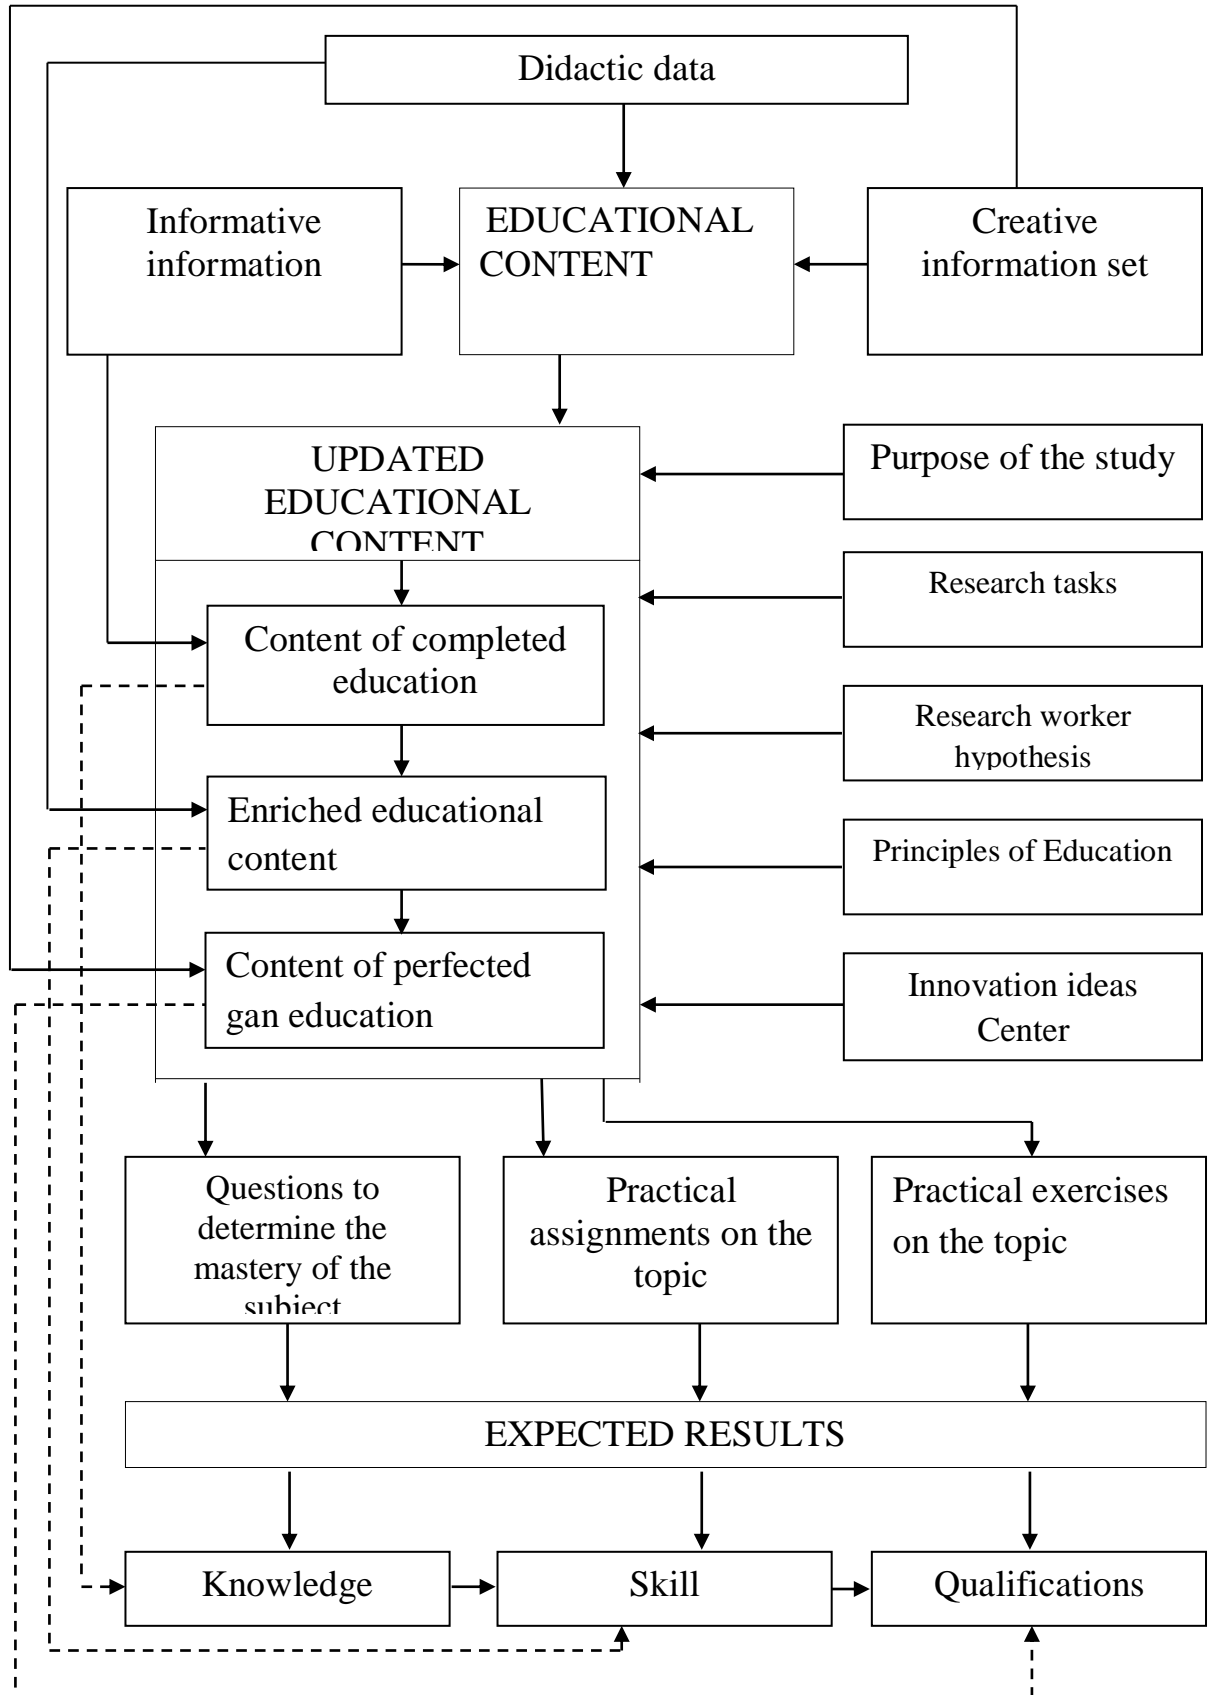 Didactic data
Informative
information
EDUCATIONAL
CONTENT
Creative
information set
UPDATED
EDUCATIONAL
CONTENT
Purpose of the study
Research tasks
Content of completed
education
Research worker
hypothesis
Enriched educational
content
Principles of Education
Content of perfected
gan education
Innovation ideas
Center
Questions to
determine the
mastery of the
subject
Practical
assignments on the
topic
Practical exercises
on the topic
EXPECTED RESULTS
Knowledge
Skill
Qualifications